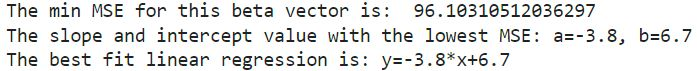 The min MSE for this beta vector is:  96.10310512036297
The slope and intercept value with the lowest MSE: a=-3.8, b=6.7
The best fit linear regression is: y=-3.8*x+6.7